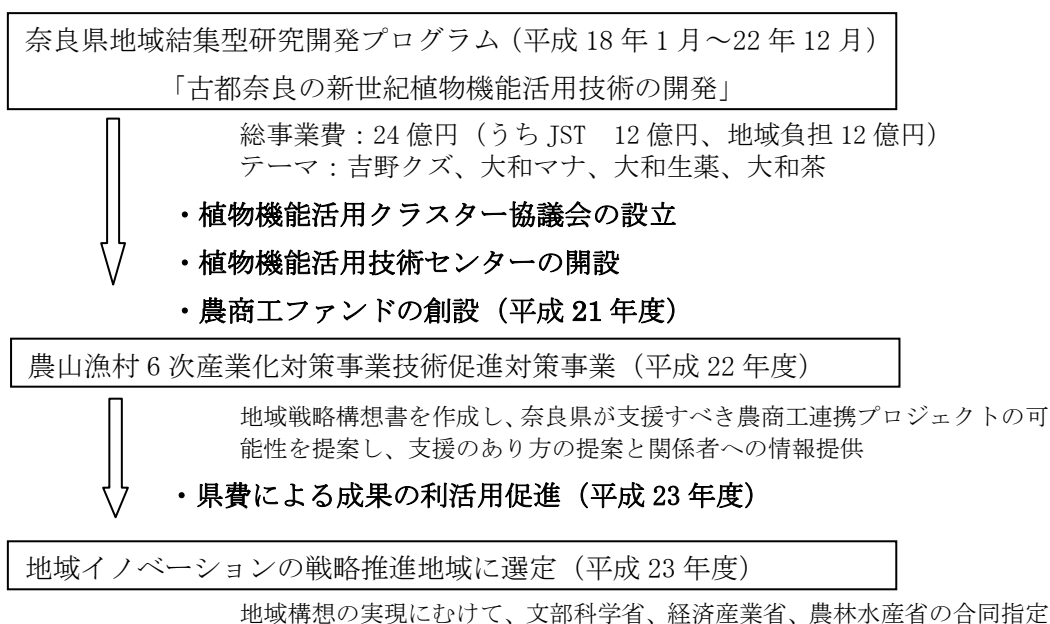 奈良県地域結集型研究開発プログラム(平成 18 年 1 月～22 年 12 月)
「古都奈良の新世紀植物機能活用技術の開発」
総事業費：24 億円（うち JST　12 億円、地域負担 12 億円）
テーマ：吉野クズ、大和マナ、大和生薬、大和茶
・植物機能活用クラスター協議会の設立
・植物機能活用技術センターの開設
・農商工ファンドの創設（平成 21 年度）
農山漁村 6 次産業化対策事業技術促進対策事業（平成 22 年度）
地域戦略構想書を作成し、奈良県が支援すべき農商工連携プロジェクトの可
能性を提案し、支援のあり方の提案と関係者への情報提供
・県費による成果の利活用促進（平成 23 年度）
地域イノベーションの戦略推進地域に選定（平成 23 年度）
地域構想の実現にむけて、文部科学省、経済産業省、農林水産省の合同指定